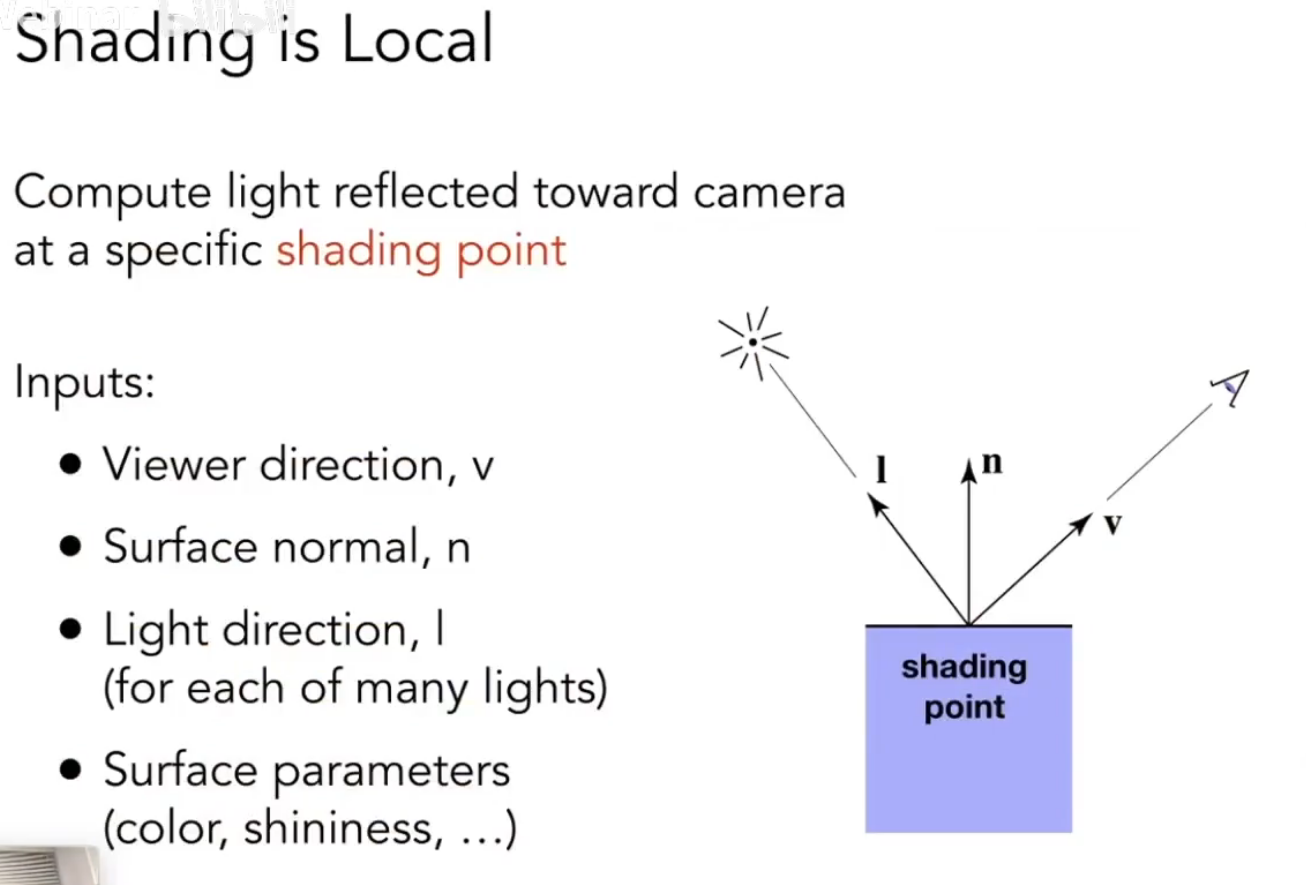 Shading is Local
Compute light reflected toward camera
at a specific shading point
Inputs:
● Viewer direction, v
● Surface normal, n
● Light direction, l
(for each of many lights)
● Surface parameters
(color, shininess, ...)
l
n
v
shading
point